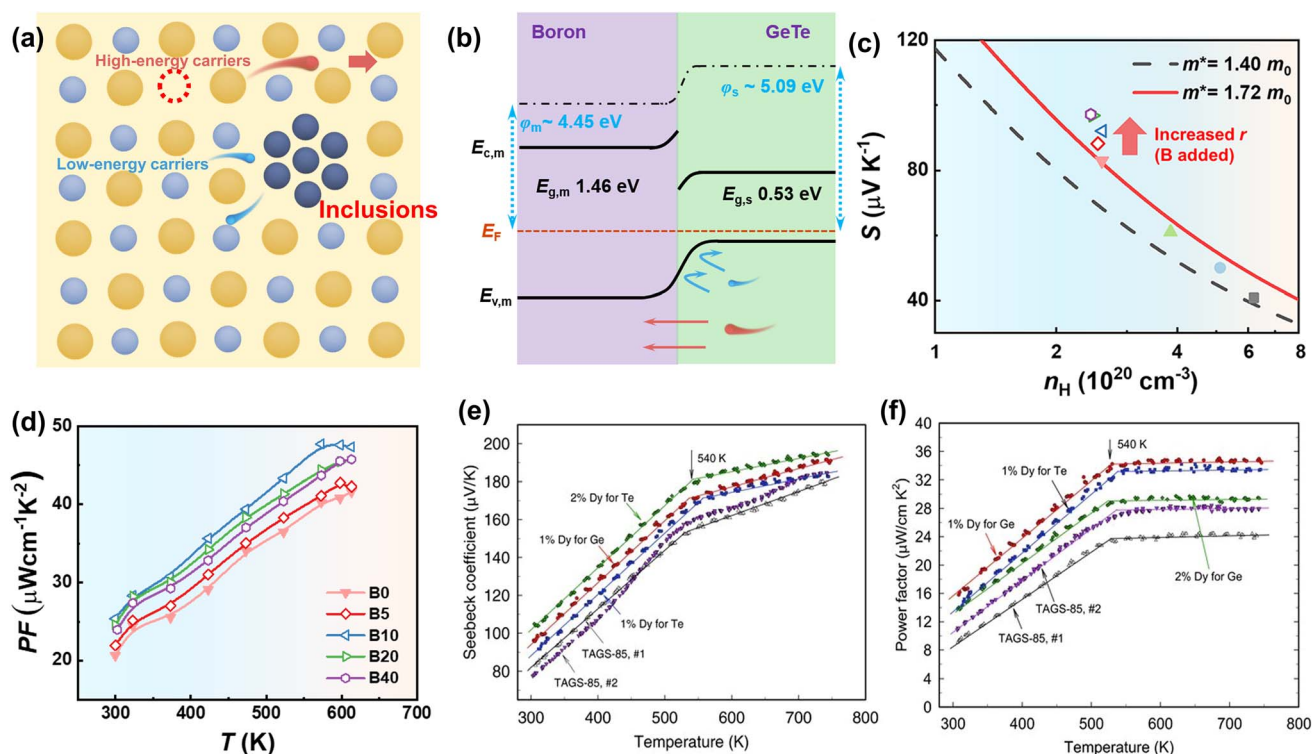 (a)
High-energy carriers
Low-energy carriers
Inclusions
(b)
Boron
GeTe
φm~ 4.45 eV
φs ~ 5.09 eV
Ec,m
Eg,m 1.46 eV
Eg,s 0.53 eV
EF
Ev,m
(c)
120
80
40
S (μV K⁻¹)
m*= 1.40 m0
m*= 1.72 m0
Increased r
(B added)
1
2
4
6
8
nH (10²⁰ cm⁻³)
(d)
50
40
30
20
PF (μWcm⁻¹K⁻²)
B0
B5
B10
B20
B40
300
400
500
600
700
T (K)
(e)
200
180
160
140
120
100
80
Seebeck coefficient (μV/K)
540 K
2% Dy for Te
1% Dy for Ge
1% Dy for Te
TAGS-85, #1
TAGS-85, #2
300
400
500
600
700
800
Temperature (K)
(f)
40
36
32
28
24
20
16
12
8
4
0
Power factor (μW/cm K²)
540 K
1% Dy for Te
1% Dy for Ge
2% Dy for Ge
TAGS-85, #2
TAGS-85, #1
300
400
500
600
700
800
Temperature (K)